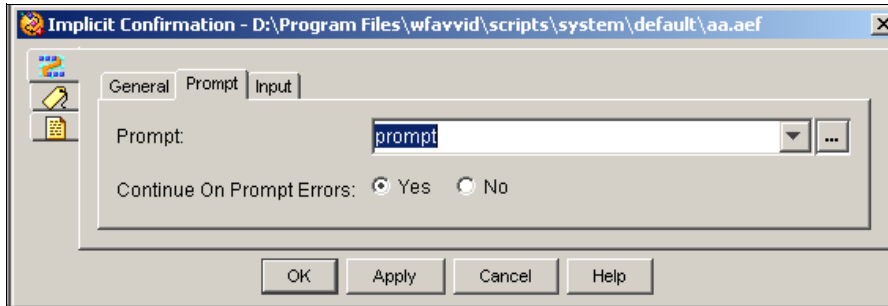 Implicit Confirmation - D:\Program Files\wfavvid\scripts\system\default\aa.aef
General Prompt Input
Prompt: prompt ...
Continue On Prompt Errors: Yes No
OK Apply Cancel Help